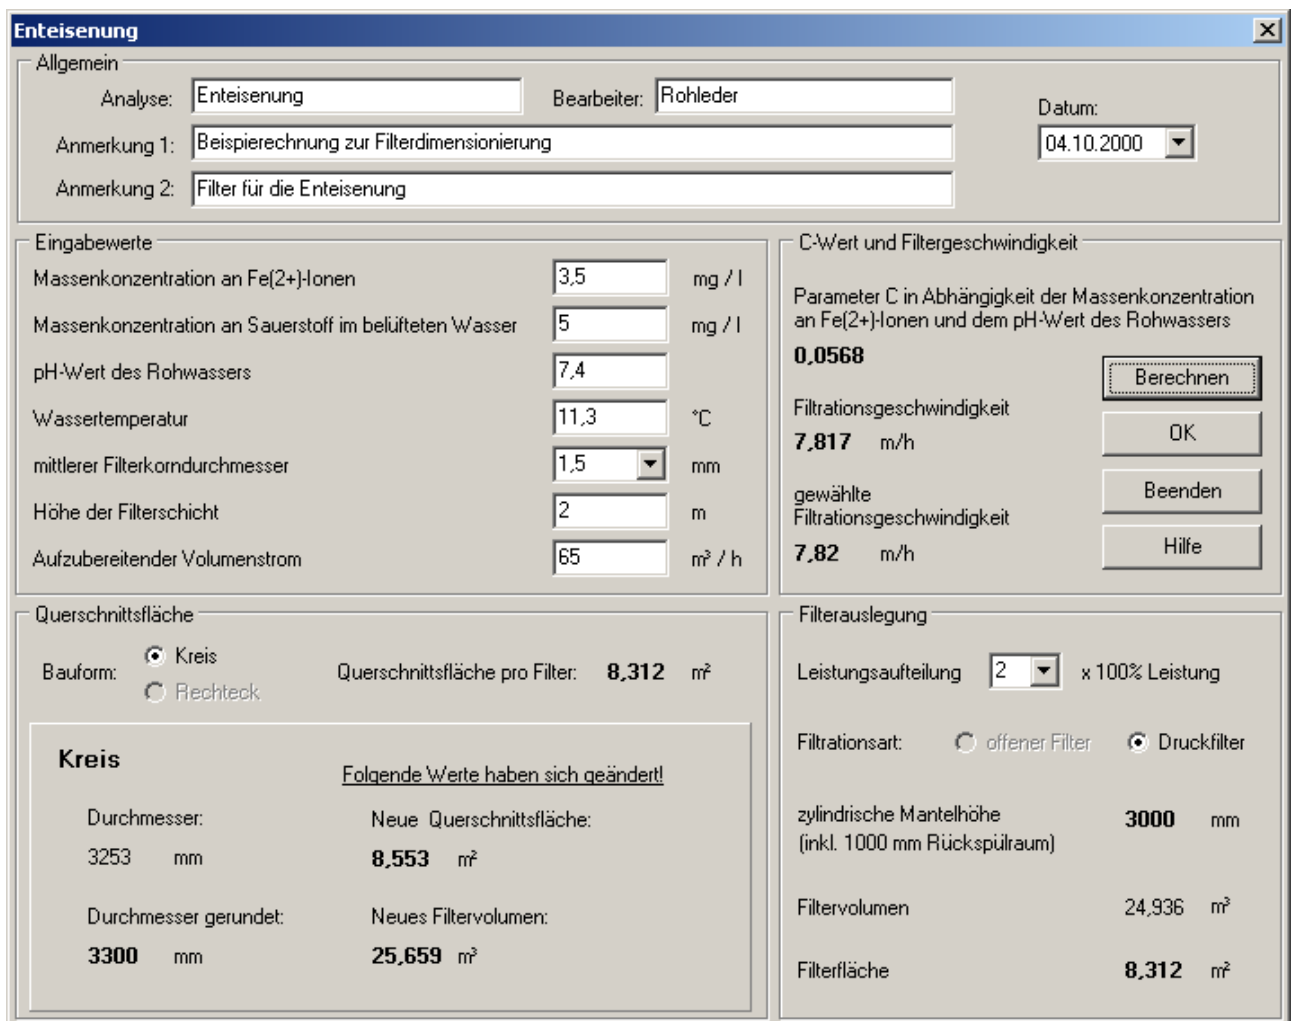 Enteisenung
Allgemein
Analyse: Enteisenung Bearbeiter: Rohleder
Datum:
Anmerkung 1: Beispierechnung zur Filterdimensionierung 04.10.2000
Anmerkung 2: Filter für die Enteisenung
Eingabewerte
Massenkonzentration an Fe(2+)-Ionen 3,5 mg / l
Massenkonzentration an Sauerstoff im belüfteten Wasser 5 mg / l
pH-Wert des Rohwassers 7,4
Wassertemperatur 11,3 °C
mittlerer Filterkorndurchmesser 1,5 mm
Höhe der Filterschicht 2 m
Aufzubereitender Volumenstrom 65 m³ / h
C-Wert und Filtergeschwindigkeit
Parameter C in Abhängigkeit der Massenkonzentration
an Fe(2+)-Ionen und dem pH-Wert des Rohwassers
0,0568
Berechnen
Filtrationsgeschwindigkeit
7,817 m/h
OK
Beenden
gewählte
Filtrationsgeschwindigkeit
7,82 m/h
Hilfe
Querschnittsfläche
Bauform: Kreis
Rechteck
Querschnittsfläche pro Filter: 8,312 m²
Kreis
Folgende Werte haben sich geändert!
Durchmesser: Neue Querschnittsfläche:
3253 mm 8,553 m²
Durchmesser gerundet: Neues Filtervolumen:
3300 mm 25,659 m³
Filterauslegung
Leistungsaufteilung 2 x 100% Leistung
Filtrationsart: offener Filter Druckfilter
zylindrische Mantelhöhe 3000 mm
(inkl. 1000 mm Rückspülraum)
Filtervolumen 24,936 m³
Filterfläche 8,312 m²